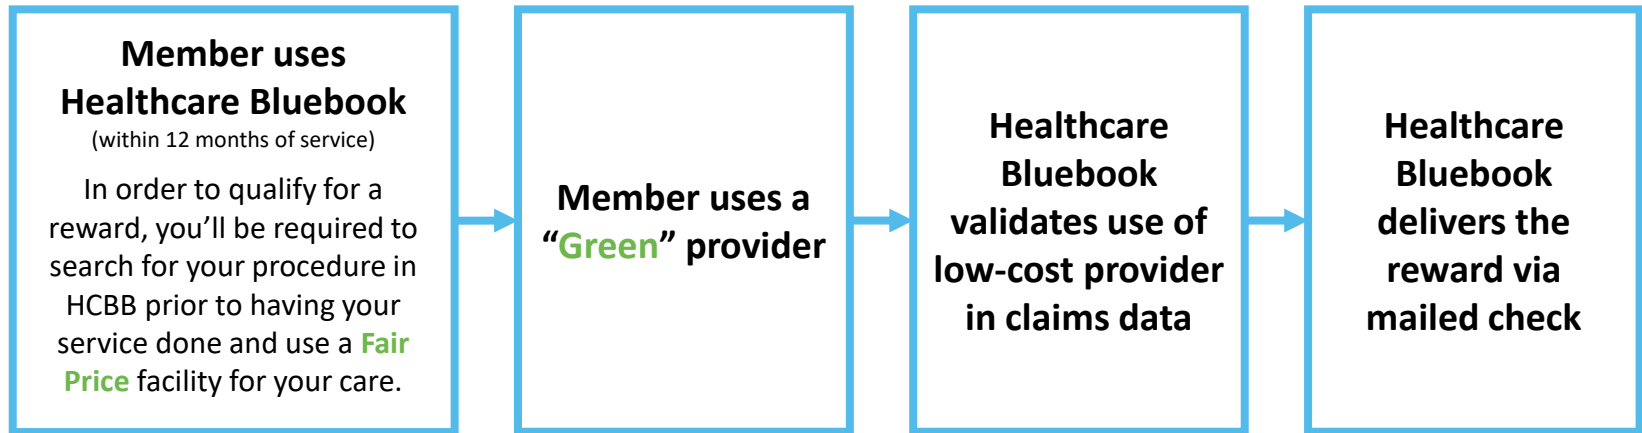 Member uses
Healthcare Bluebook
(within 12 months of service)
In order to qualify for a
reward, you’ll be required to
search for your procedure in
HCBB prior to having your
service done and use a Fair
Price facility for your care.
Member uses a
“Green” provider
Healthcare
Bluebook
validates use of
low-cost provider
in claims data
Healthcare
Bluebook
delivers the
reward via
mailed check